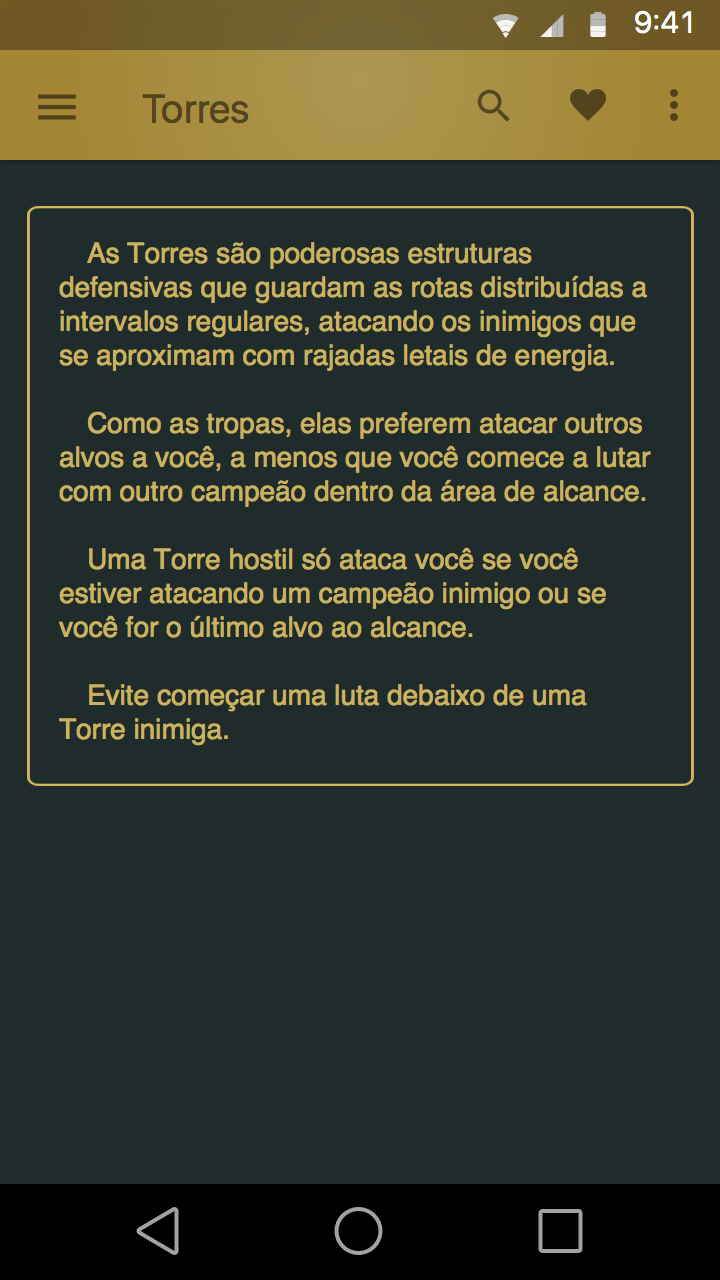 9:41
Torres
As Torres são poderosas estruturas
defensivas que guardam as rotas distribuídas a
intervalos regulares, atacando os inimigos que
se aproximam com rajadas letais de energia.
Como as tropas, elas preferem atacar outros
alvos a você, a menos que você comece a lutar
com outro campeão dentro da área de alcance.
Uma Torre hostil só ataca você se você
estiver atacando um campeão inimigo ou se
você for o último alvo ao alcance.
Evite começar uma luta debaixo de uma
Torre inimiga.